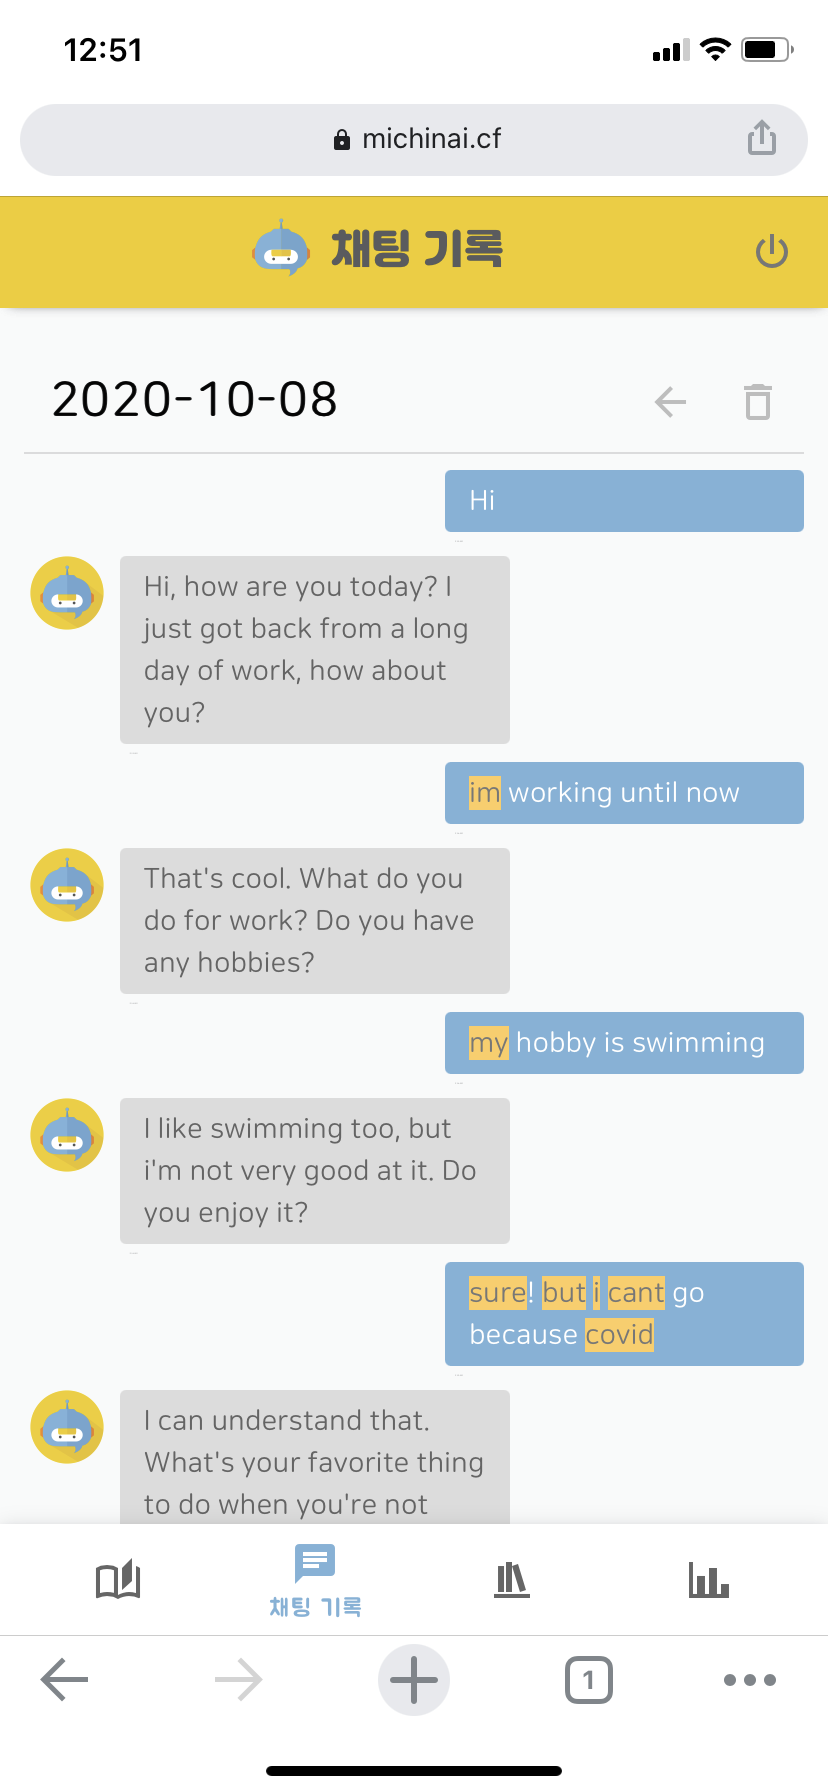 12:51
michinai.cf
채팅 기록
2020-10-08
Hi
Hi, how are you today? I
just got back from a long
day of work, how about
you?
im working until now
That's cool. What do you
do for work? Do you have
any hobbies?
my hobby is swimming
I like swimming too, but
i'm not very good at it. Do
you enjoy it?
sure! but i cant go
because covid
I can understand that.
What's your favorite thing
to do when you're not
채팅 기록
1